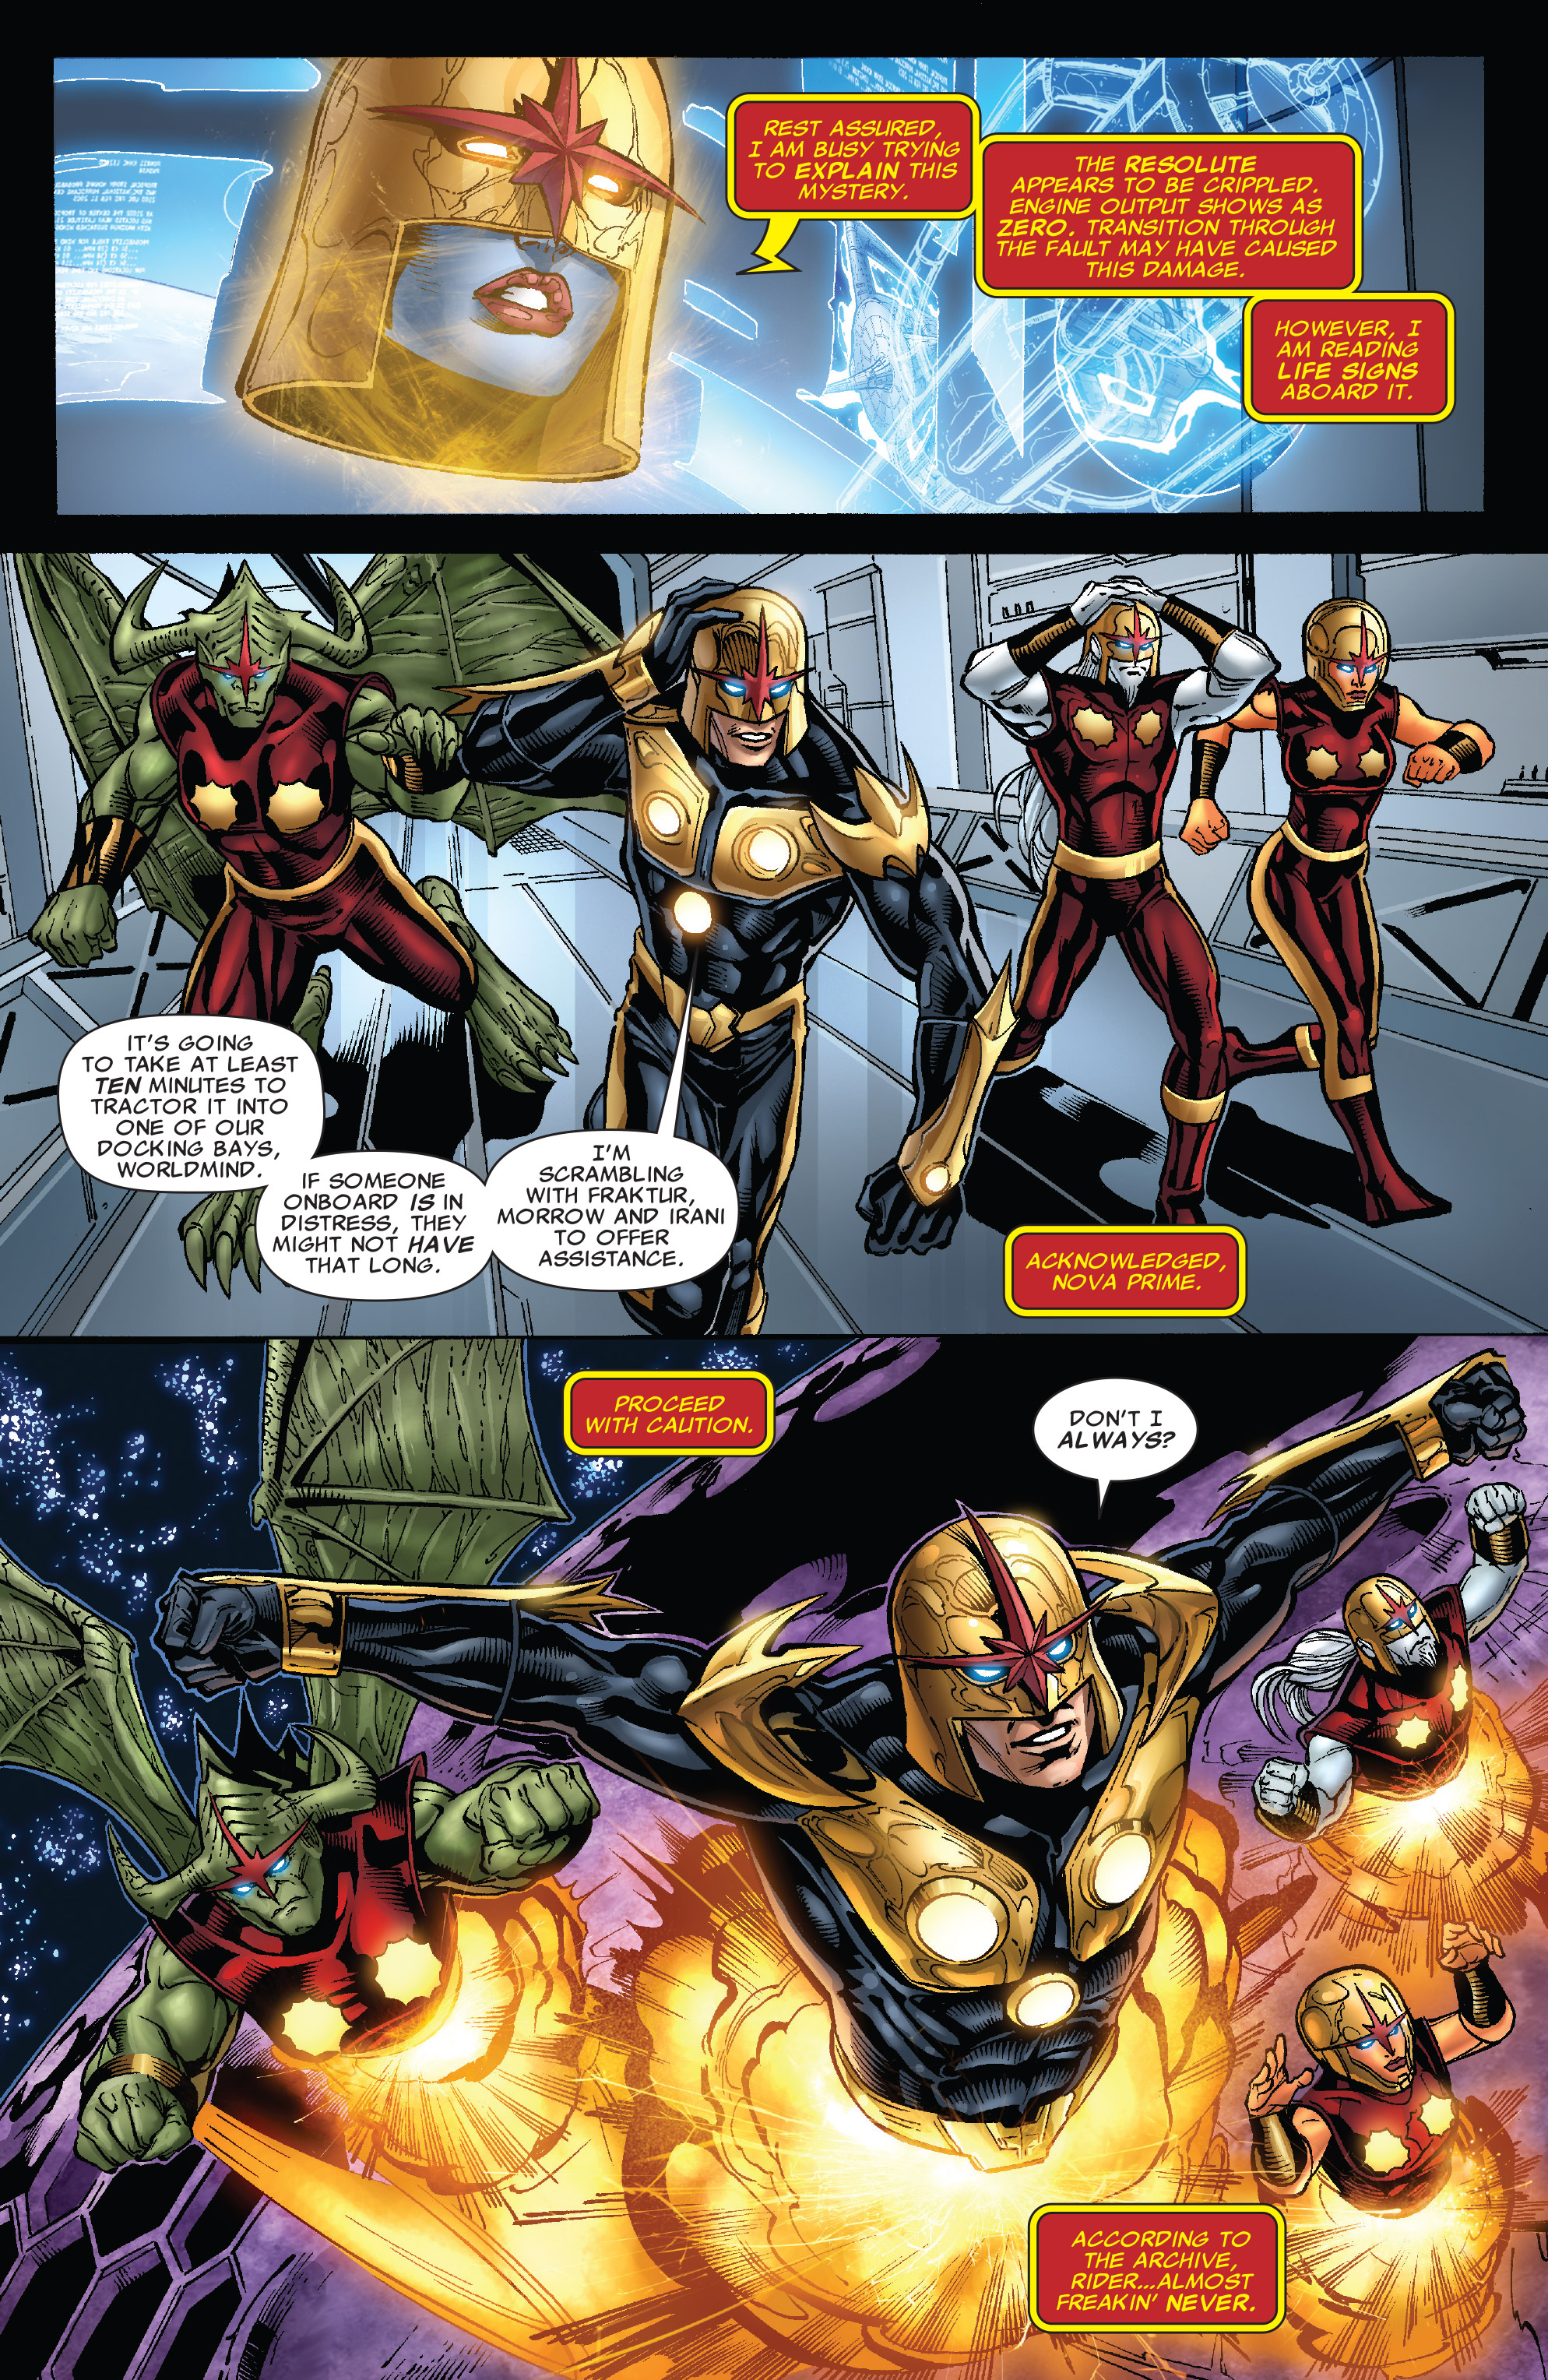 REST ASSURED,
I AM BUSY TRYING
TO EXPLAIN THIS
MYSTERY.
THE RESOLUTE
APPEARS TO BE CRIPPLED.
ENGINE OUTPUT SHOWS AS
ZERO. TRANSITION THROUGH
THE FAULT MAY HAVE CAUSED
THIS DAMAGE.
HOWEVER, I
AM READING
LIFE SIGNS
ABOARD IT.
IT'S GOING
TO TAKE AT LEAST
TEN MINUTES TO
TRACTOR IT INTO
ONE OF OUR
DOCKING BAYS,
WORLDMIND.
IF SOMEONE
ONBOARD IS IN
DISTRESS, THEY
MIGHT NOT HAVE
THAT LONG.
I'M
SCRAMBLING
WITH FRAKTUR,
MORROW AND IRANI
TO OFFER
ASSISTANCE.
ACKNOWLEDGED,
NOVA PRIME.
PROCEED
WITH CAUTION.
DON'T I
ALWAYS?
ACCORDING TO
THE ARCHIVE,
RIDER...ALMOST
FREAKIN' NEVER.